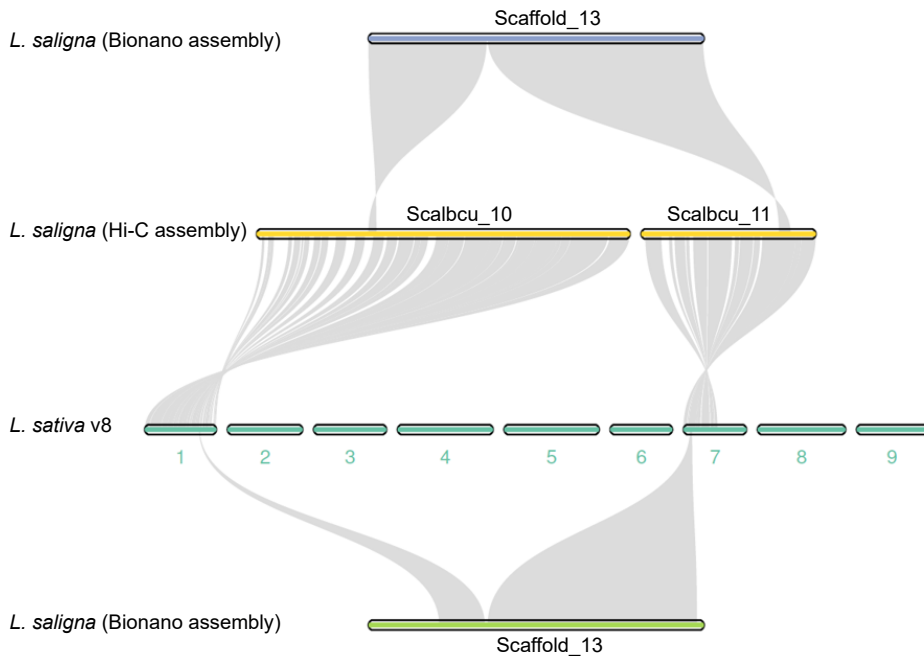 Scaffold_13
L. saligna (Bionano assembly)
Scalbcu_10 Scalbcu_11
L. saligna (Hi-C assembly)
L. sativa v8
1 2 3 4 5 6 7 8 9
L. saligna (Bionano assembly)
Scaffold_13